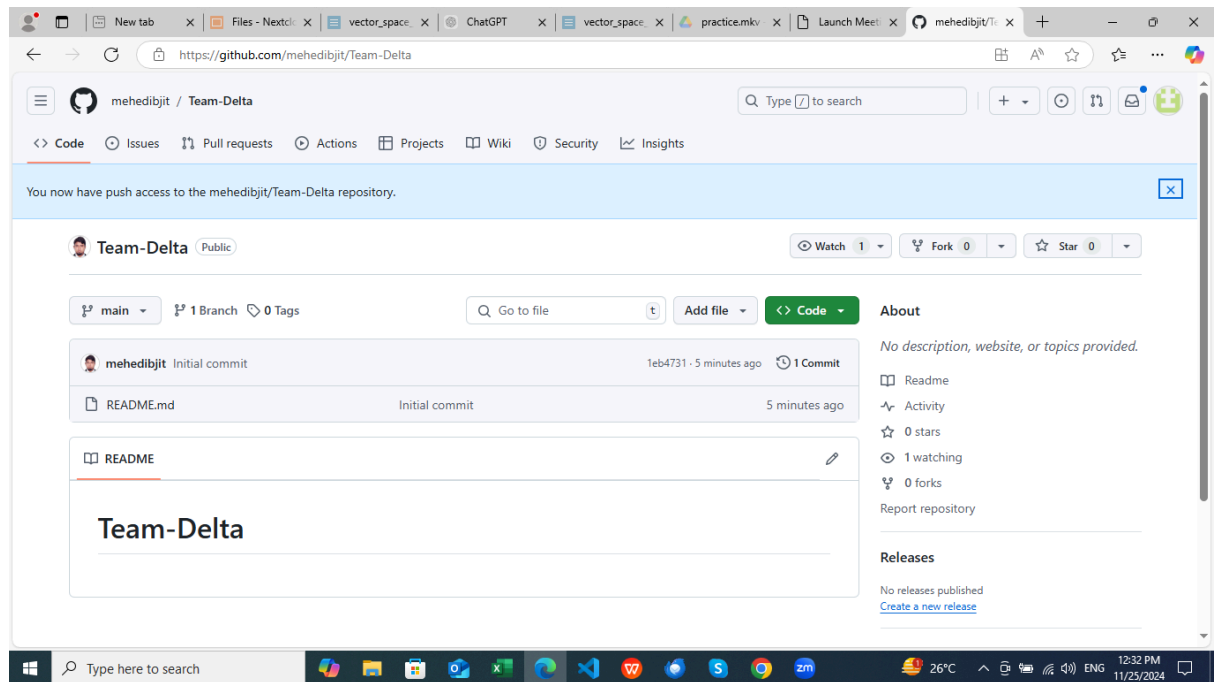 New tab
Files - Nextclo
vector_space_
ChatGPT
vector_space_
practice.mkv -
Launch Meeti
mehedibjit/Te
https://github.com/mehedibjit/Team-Delta
mehedibjit / Team-Delta
Type / to search
Code Issues Pull requests Actions Projects Wiki Security Insights
You now have push access to the mehedibjit/Team-Delta repository.
Team-Delta Public
Watch 1 Fork 0 Star 0
main 1 Branch 0 Tags
Go to file t Add file <> Code
About
mehedibjit Initial commit 1eb4731 · 5 minutes ago 1 Commit
No description, website, or topics provided.
README.md Initial commit 5 minutes ago
Readme
Activity
0 stars
1 watching
0 forks
Report repository
README
Team-Delta
Releases
No releases published
Create a new release
Type here to search
26°C
ENG
12:32 PM
11/25/2024